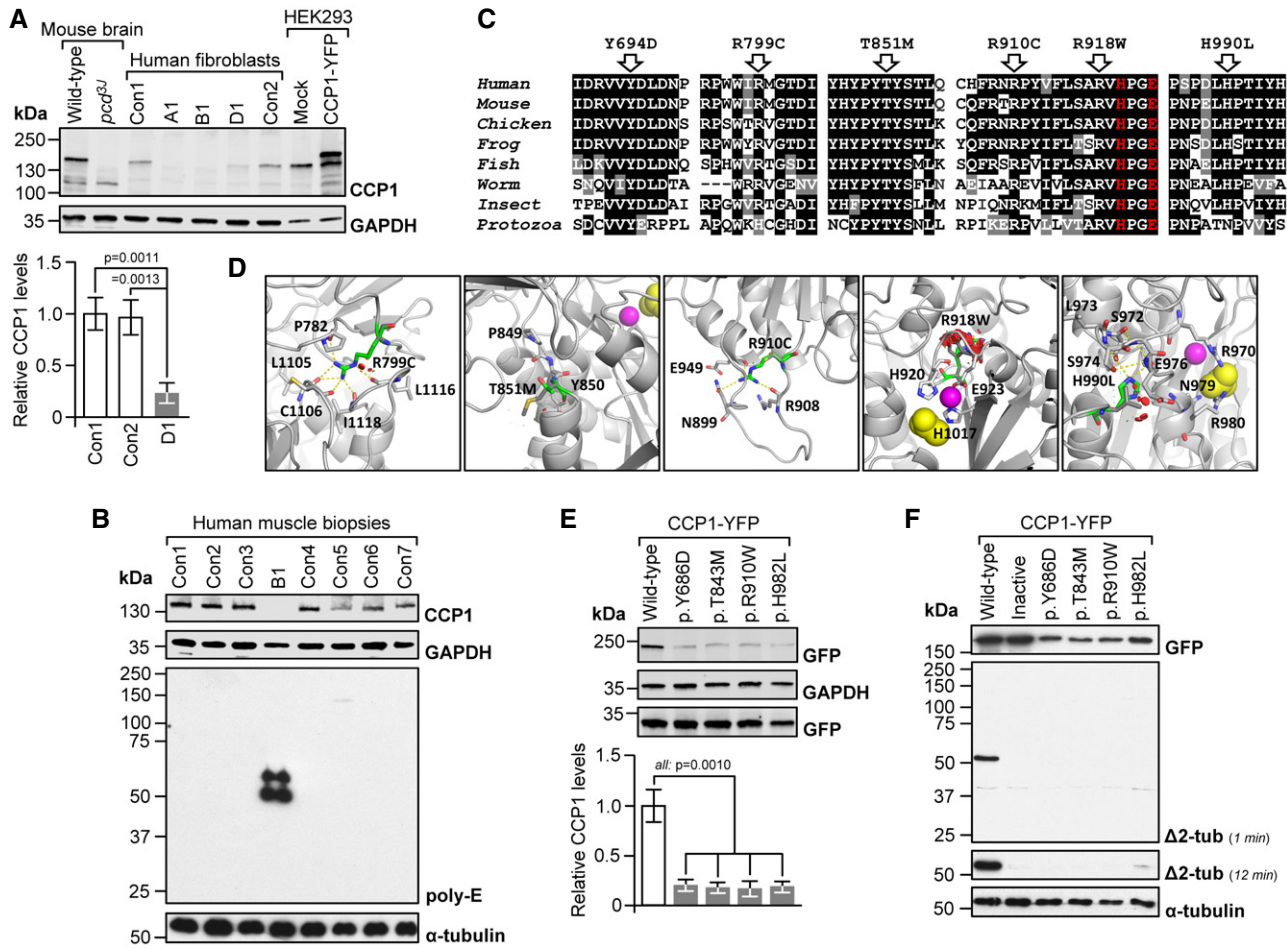 A
Mouse brain
Human fibroblasts
HEK293
Wild-type
pcd3J
Con1
A1
B1
D1
Con2
Mock
CCP1-YFP
kDa
250
130
100
CCP1
35
GAPDH
Relative CCP1 levels
1.5
1.0
0.5
0
p=0.0011
=0.0013
Con1
Con2
D1
C
Y694D R799C T851M R910C R918W H990L
Human IDRVVYDLDNP RPWWIRMGTDI YHYPYTYSTLQ CHFRNRPYVFLSARVHPGE PSPDLHPTIYH
Mouse IDRVVYDLDNP RPWWIRMGTDI YHYPYTYSTLQ CQFRTRPYIFLSARVHPGE PNPDLHPTIYH
Chicken IDRVVYDLDNS RPSWTRVGTDI YHYPYTYSTLK CQFRNRPYIFLSARVHPGE PNSDLHPTIYH
Frog IDRVVYDLDNS RPMWYRVGTDI YHYPYTYSTLK CQFRNRPYIFLTSRVHPGE PNSDLHSTIYH
Fish LDKVVYDLDNQ SPHWVRTGSDI YHYPYTYSMLK SQFRSRPVIFLSARVHPGE PNAELHPTIYH
Worm SNQVIYDLDTA ---WRRVGENV YHYPYTYSFLN AEIAAREVIVLSARVHPGE PNEALHPEVFA
Insect TPEVVYDLDAG RPGWVRTGADI YHFPYTYSLLM NPIQNRKMIFLTSRVHPGE PNQVLHPVIYH
Protozoa SDCVVYERPPL APQWKHCGHDI NCYPYTYSNLL RPIKERPVLLVTARVHPGE PNPATNPVVYS
D
P782
L1105
R799C
C1106
I1118
L1116
P849
T851M
Y850
R910C
E949
R908
N899
R918W
H920
E923
H1017
L973
S972
S974
R970
E976
H990L
N979
R980
B
Human muscle biopsies
Con1
Con2
Con3
B1
Con4
Con5
Con6
Con7
kDa
130
CCP1
35
GAPDH
250
150
100
75
50
37
25
poly-E
50
α-tubulin
E
CCP1-YFP
Wild-type
p.Y686D
p.T843M
p.R910W
p.H982L
kDa
250
GFP
35
GAPDH
35
GFP
Relative CCP1 levels
1.5
1.0
0.5
0
all: p=0.0010
F
CCP1-YFP
Wild-type
Inactive
p.Y686D
p.T843M
p.R910W
p.H982L
kDa
150
GFP
250
150
100
75
50
37
25
Δ2-tub (1 min)
50
Δ2-tub (12 min)
50
α-tubulin